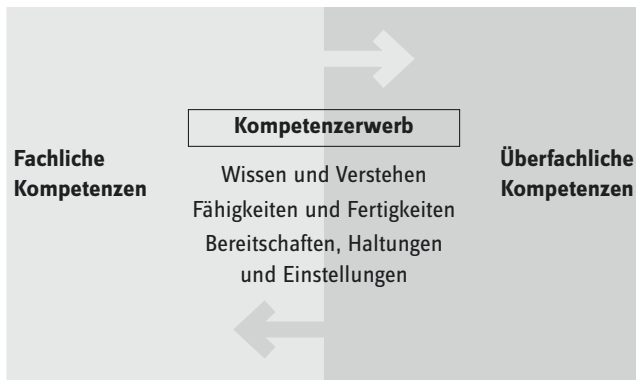 Kompetenzerwerb
Fachliche
Kompetenzen
Wissen und Verstehen
Fähigkeiten und Fertigkeiten
Bereitschaften, Haltungen
und Einstellungen
Überfachliche
Kompetenzen